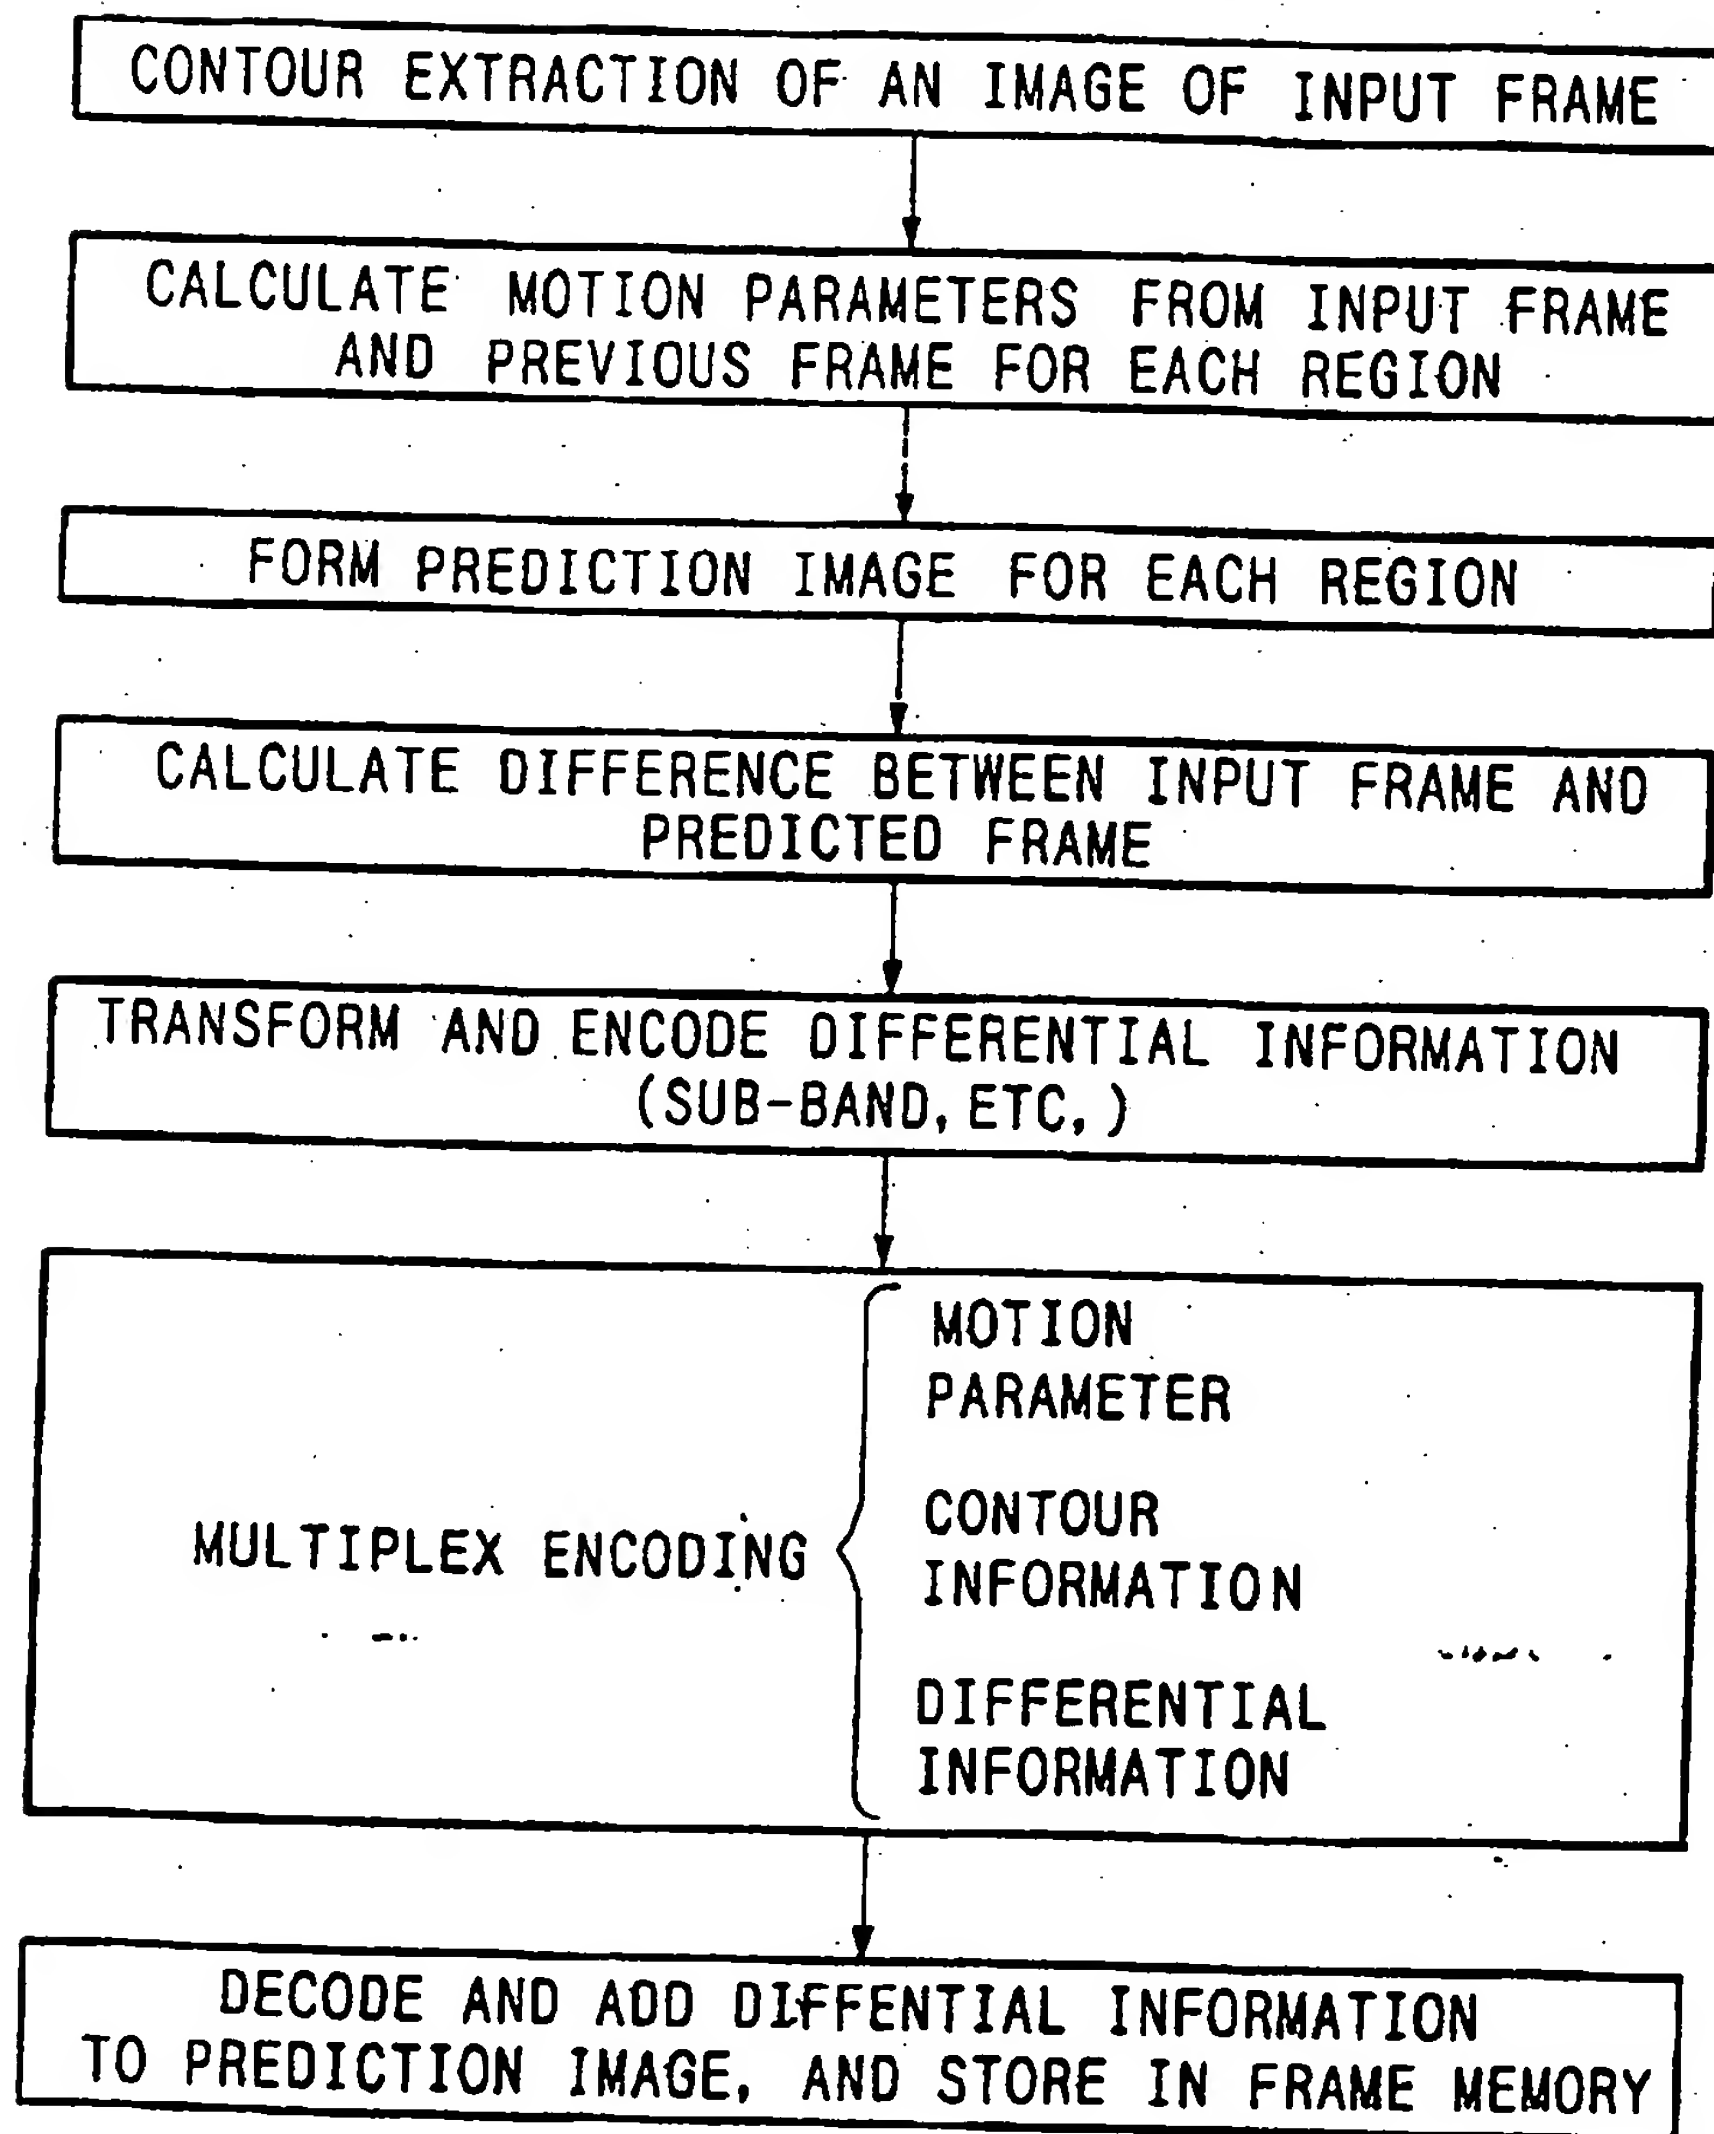 CONTOUR EXTRACTION OF AN IMAGE OF INPUT FRAME
CALCULATE MOTION PARAMETERS FROM INPUT FRAME
AND PREVIOUS FRAME FOR EACH REGION
FORM PREDICTION IMAGE FOR EACH REGION
CALCULATE DIFFERENCE BETWEEN INPUT FRAME AND
PREDICTED FRAME
TRANSFORM AND ENCODE DIFFERENTIAL INFORMATION
(SUB-BAND, ETC, )
MULTIPLEX ENCODING
MOTION
PARAMETER
CONTOUR
INFORMATION
DIFFERENTIAL
INFORMATION
DECODE AND ADD DIFFENTIAL INFORMATION
TO PREDICTION IMAGE, AND STORE IN FRAME MEMORY